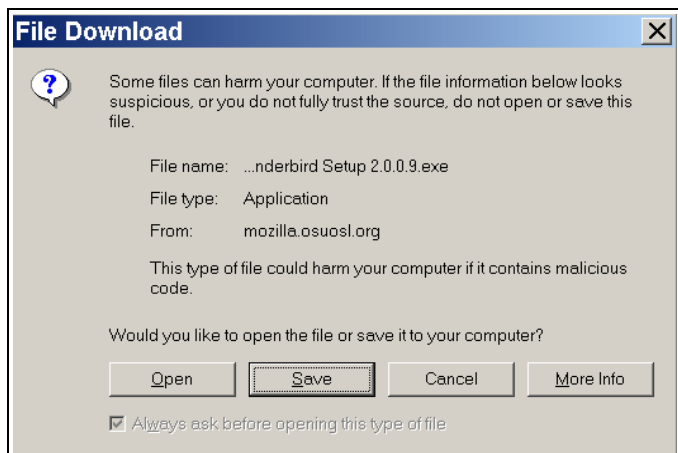 File Download
Some files can harm your computer. If the file information below looks
suspicious, or you do not fully trust the source, do not open or save this
file.
File name: ...nderbird Setup 2.0.0.9.exe
File type: Application
From: mozilla.osuosl.org
This type of file could harm your computer if it contains malicious
code.
Would you like to open the file or save it to your computer?
Open Save Cancel More Info
Always ask before opening this type of file